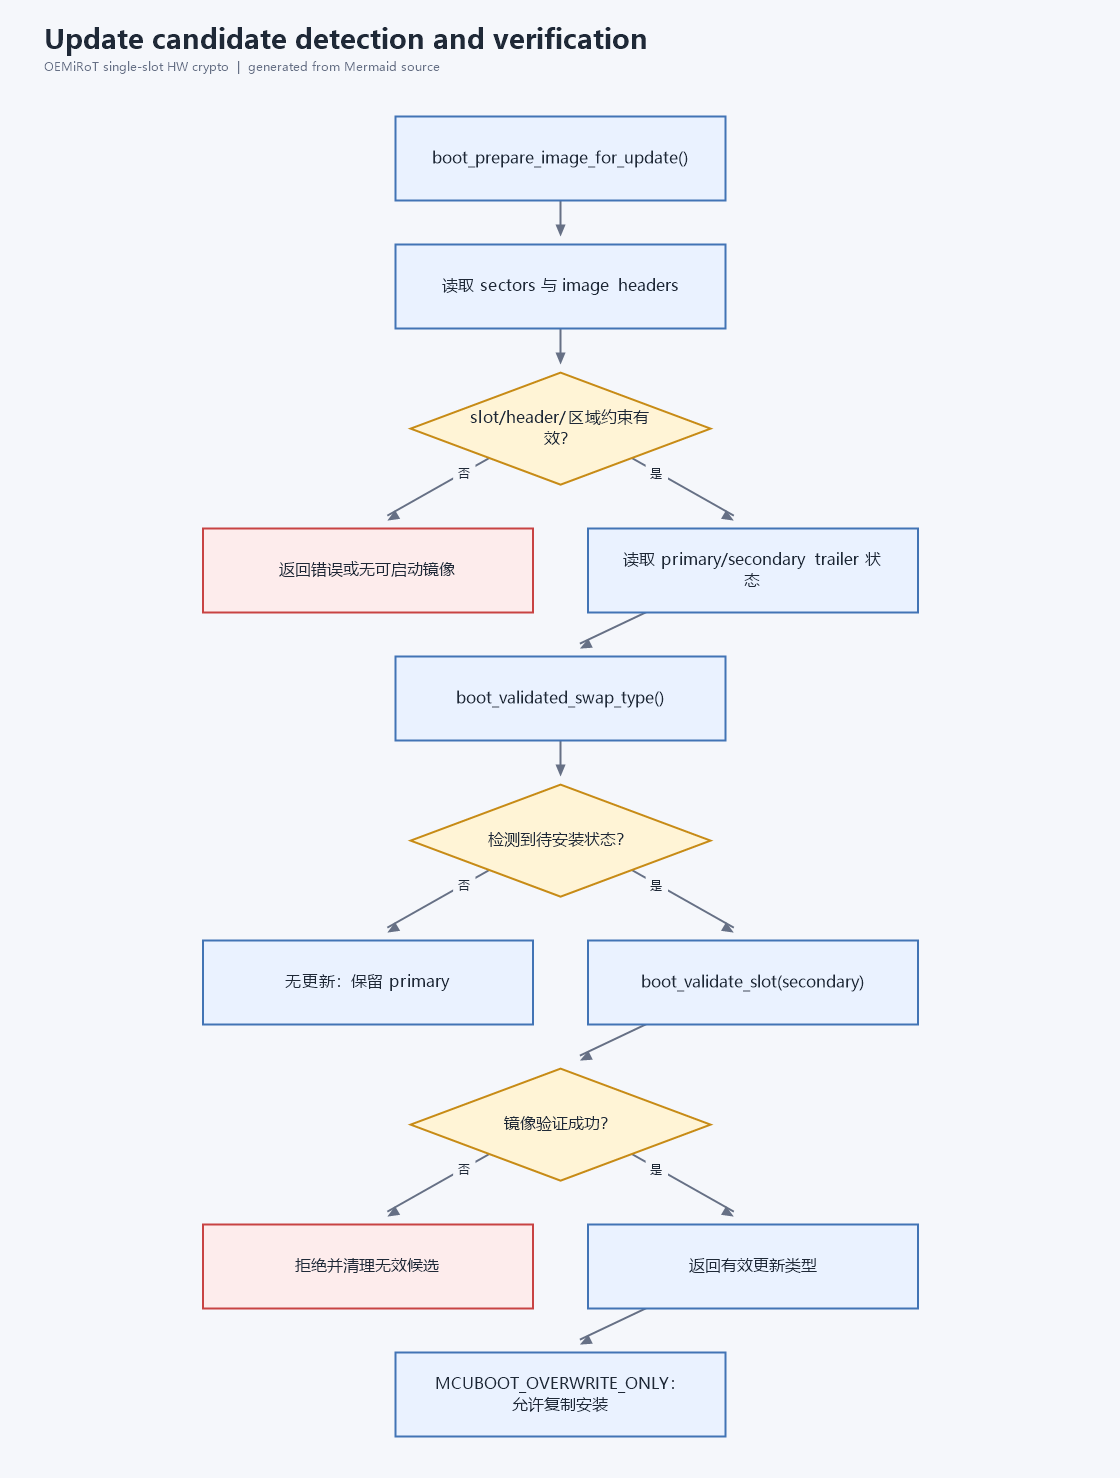 Update candidate detection and verification
OEMiRoT single-slot HW crypto | generated from Mermaid source
boot_prepare_image_for_update()
读取 sectors 与 image headers
slot/header/区域约束有
效？
否
是
返回错误或无可启动镜像
读取 primary/secondary trailer 状
态
boot_validated_swap_type()
检测到待安装状态？
否
是
无更新：保留 primary
boot_validate_slot(secondary)
镜像验证成功？
否
是
拒绝并清理无效候选
返回有效更新类型
MCUBOOT_OVERWRITE_ONLY：
允许复制安装